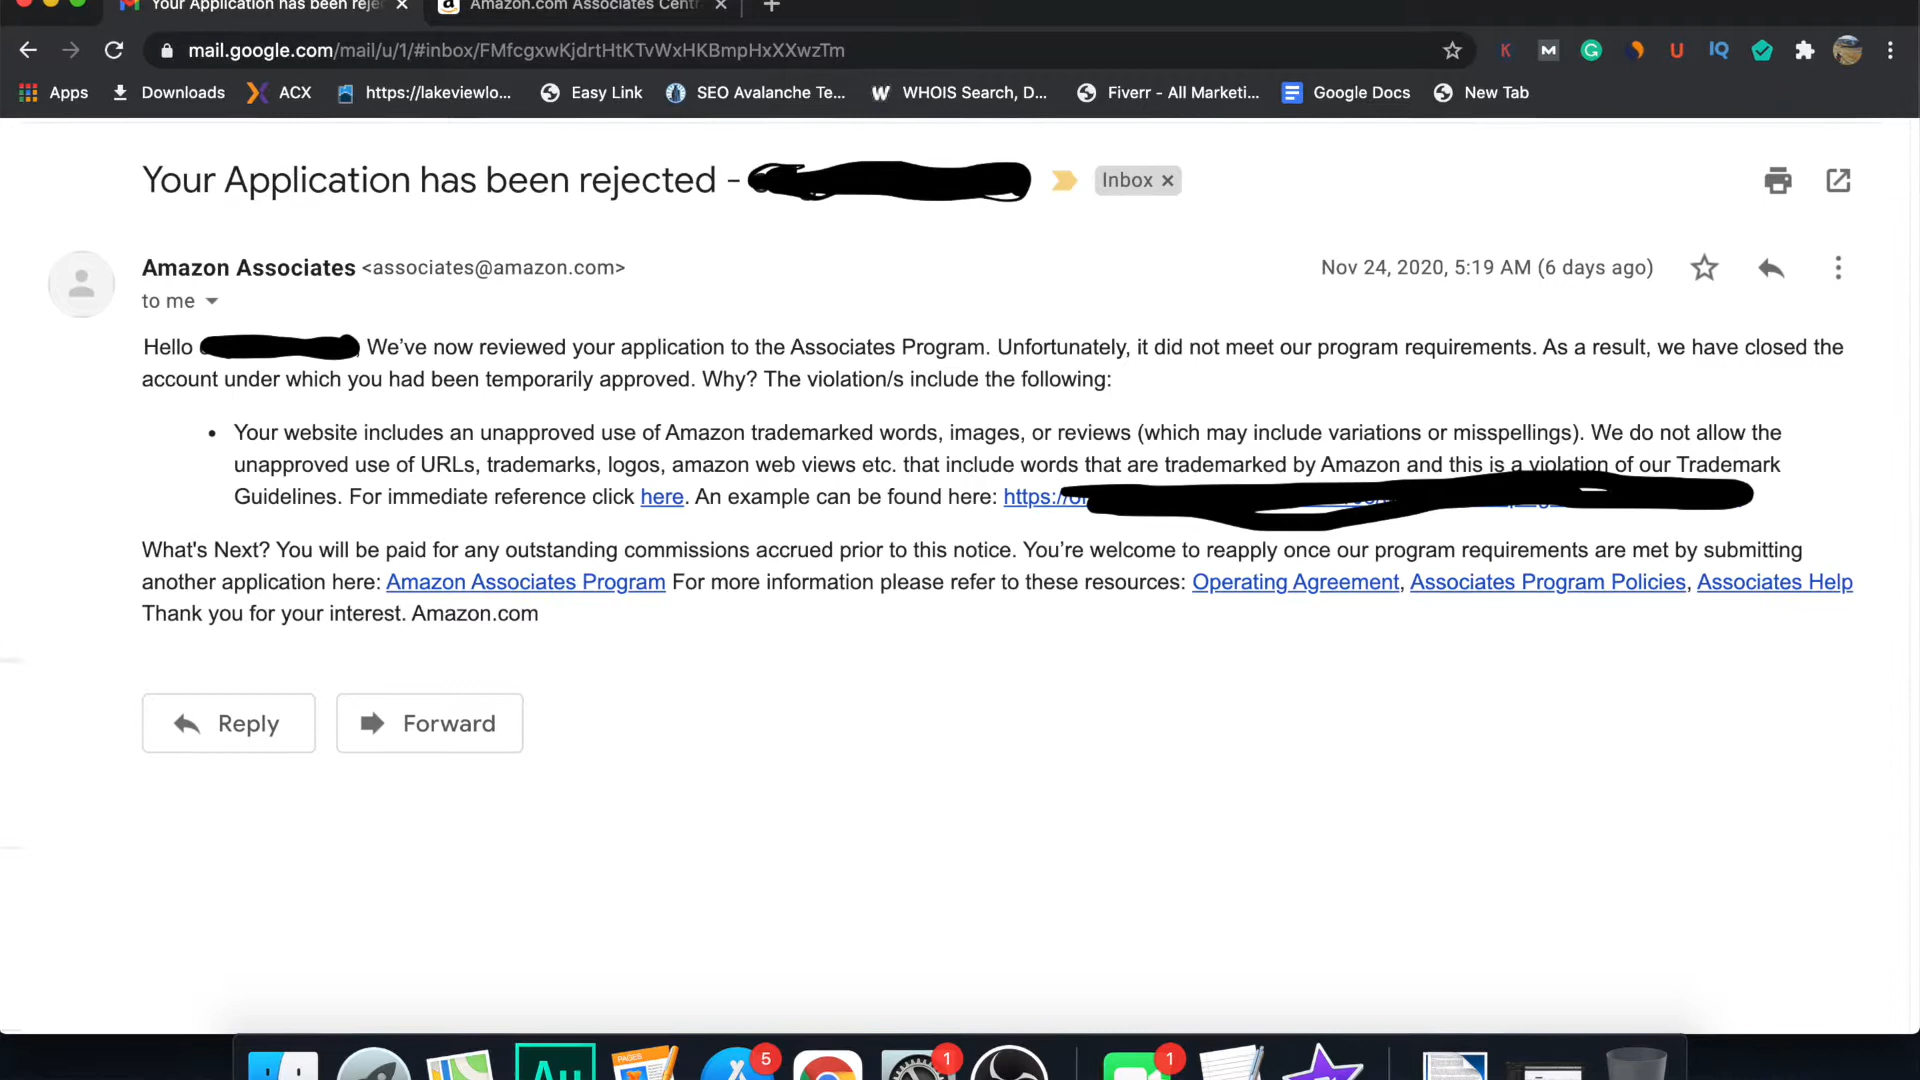 Your Application has been reje
Amazon.com Associates Centr
mail.google.com/mail/u/1/#inbox/FMfcgxwKjdrtHtKTvWxHKBmpHxXXwzTm
Apps Downloads ACX https://lakeviewlo... Easy Link SEO Avalanche Te... WHOIS Search, D... Fiverr - All Marketi... Google Docs New Tab
Your Application has been rejected - Inbox
Amazon Associates <associates@amazon.com> Nov 24, 2020, 5:19 AM (6 days ago)
to me
Hello We’ve now reviewed your application to the Associates Program. Unfortunately, it did not meet our program requirements. As a result, we have closed the
account under which you had been temporarily approved. Why? The violation/s include the following:
• Your website includes an unapproved use of Amazon trademarked words, images, or reviews (which may include variations or misspellings). We do not allow the
unapproved use of URLs, trademarks, logos, amazon web views etc. that include words that are trademarked by Amazon and this is a violation of our Trademark
Guidelines. For immediate reference click here. An example can be found here: https://
What's Next? You will be paid for any outstanding commissions accrued prior to this notice. You’re welcome to reapply once our program requirements are met by submitting
another application here: Amazon Associates Program For more information please refer to these resources: Operating Agreement, Associates Program Policies, Associates Help
Thank you for your interest. Amazon.com
Reply Forward
PAGES
5
1
1